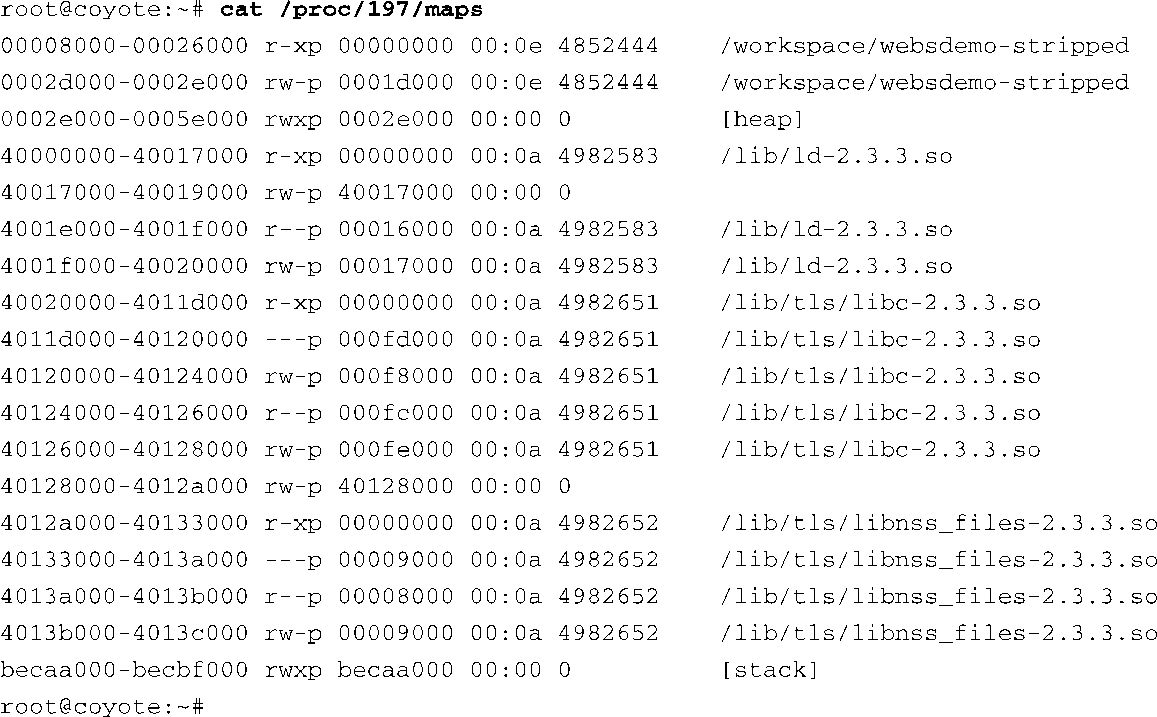 root@coyote:~# cat /proc/197/maps
00008000-00026000 r-xp 00000000 00:0e 4852444    /workspace/websdemo-stripped
0002d000-0002e000 rw-p 0001d000 00:0e 4852444    /workspace/websdemo-stripped
0002e000-0005e000 rwxp 0002e000 00:00 0          [heap]
40000000-40017000 r-xp 00000000 00:0a 4982583    /lib/ld-2.3.3.so
40017000-40019000 rw-p 40017000 00:00 0
4001e000-4001f000 r--p 00016000 00:0a 4982583    /lib/ld-2.3.3.so
4001f000-40020000 rw-p 00017000 00:0a 4982583    /lib/ld-2.3.3.so
40020000-4011d000 r-xp 00000000 00:0a 4982651    /lib/tls/libc-2.3.3.so
4011d000-40120000 ---p 000fd000 00:0a 4982651    /lib/tls/libc-2.3.3.so
40120000-40124000 rw-p 000f8000 00:0a 4982651    /lib/tls/libc-2.3.3.so
40124000-40126000 r--p 000fc000 00:0a 4982651    /lib/tls/libc-2.3.3.so
40126000-40128000 rw-p 000fe000 00:0a 4982651    /lib/tls/libc-2.3.3.so
40128000-4012a000 rw-p 40128000 00:00 0
4012a000-40133000 r-xp 00000000 00:0a 4982652    /lib/tls/libnss_files-2.3.3.so
40133000-4013a000 ---p 00009000 00:0a 4982652    /lib/tls/libnss_files-2.3.3.so
4013a000-4013b000 r--p 00008000 00:0a 4982652    /lib/tls/libnss_files-2.3.3.so
4013b000-4013c000 rw-p 00009000 00:0a 4982652    /lib/tls/libnss_files-2.3.3.so
becaa000-becbf000 rwxp becaa000 00:00 0          [stack]
root@coyote:~#